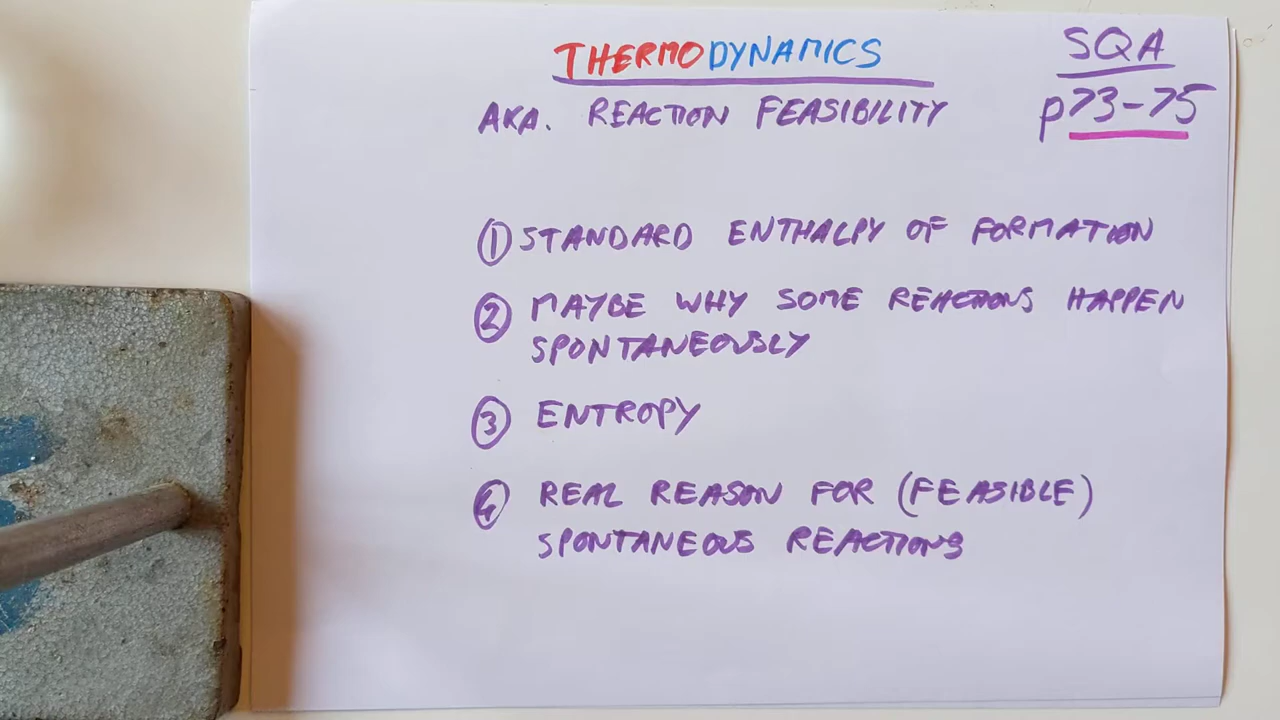 THERMODYNAMICS
SQA
AKA. REACTION FEASIBILITY
p73-75
① STANDARD ENTHALPY OF FORMATION
② MAYBE WHY SOME REACTIONS HAPPEN
SPONTANEOUSLY
③ ENTROPY
④ REAL REASON FOR (FEASIBLE)
SPONTANEOUS REACTIONS